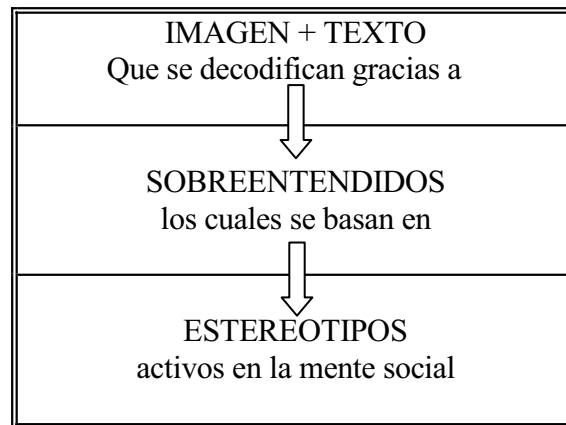 IMAGEN + TEXTO
Que se decodifican gracias a
SOBREENTENDIDOS
los cuales se basan en
ESTEREOTIPOS
activos en la mente social